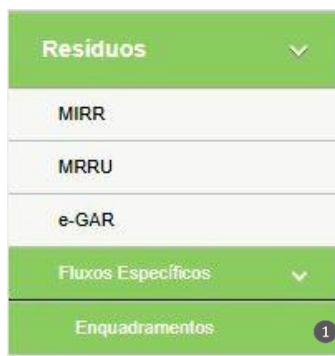 Resíduos
MIRR
MRRU
e-GAR
Fluxos Específicos
Enquadramentos 1